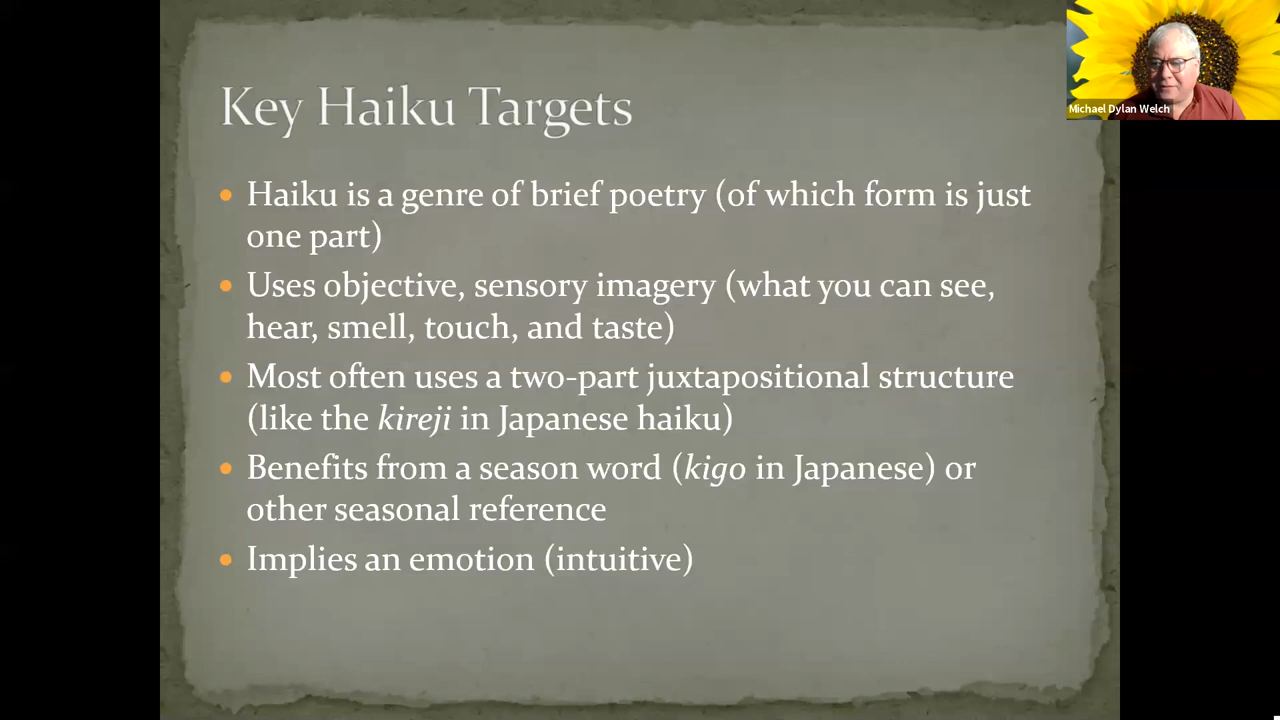 Michael Dylan Welch
Key Haiku Targets
• Haiku is a genre of brief poetry (of which form is just
one part)
• Uses objective, sensory imagery (what you can see,
hear, smell, touch, and taste)
• Most often uses a two-part juxtapositional structure
(like the kireji in Japanese haiku)
• Benefits from a season word (kigo in Japanese) or
other seasonal reference
• Implies an emotion (intuitive)